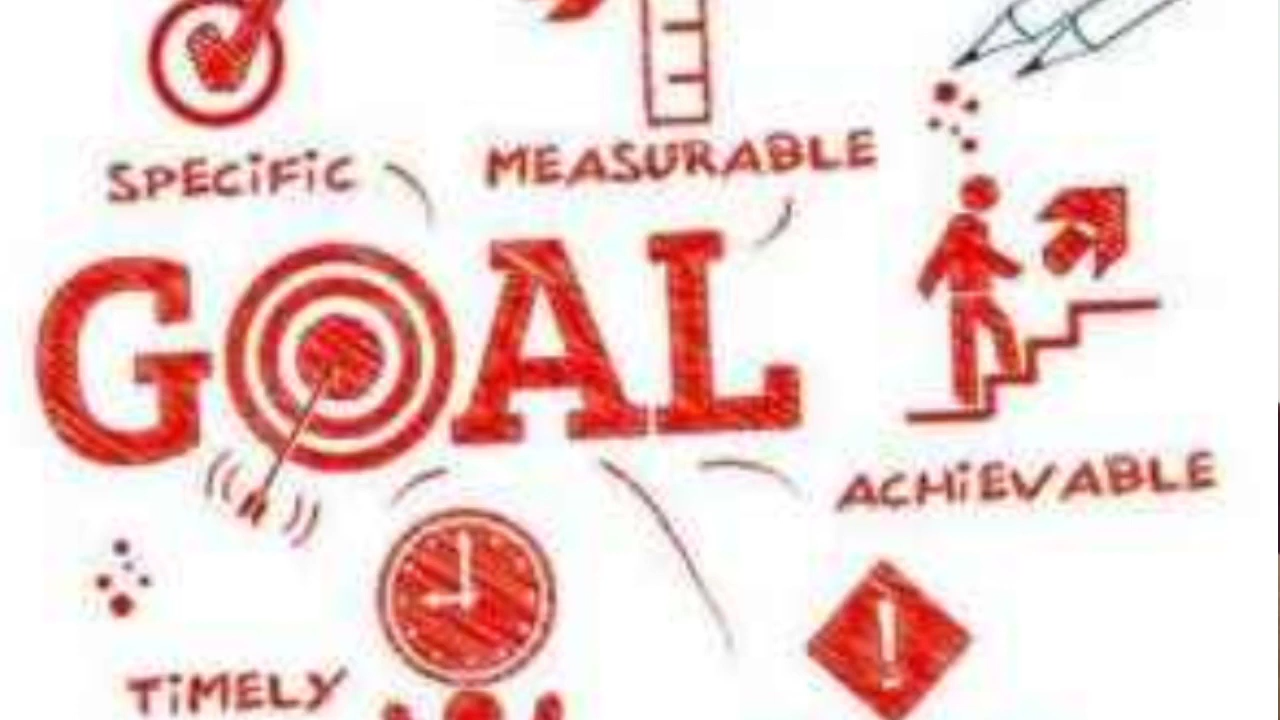 SPECiFiC
MEASURABLE
GOAL
ACHiEVABLE
!
TiMELY